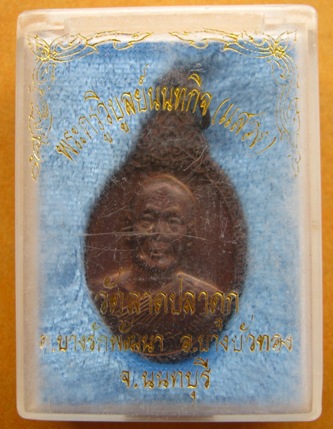 พระภาวิบูลย์นนทกิจ (แสวง)
วัดลาดปลาดุก
ต.บางรักพัฒนา อ.บางบัวทอง
จ.นนทบุรี